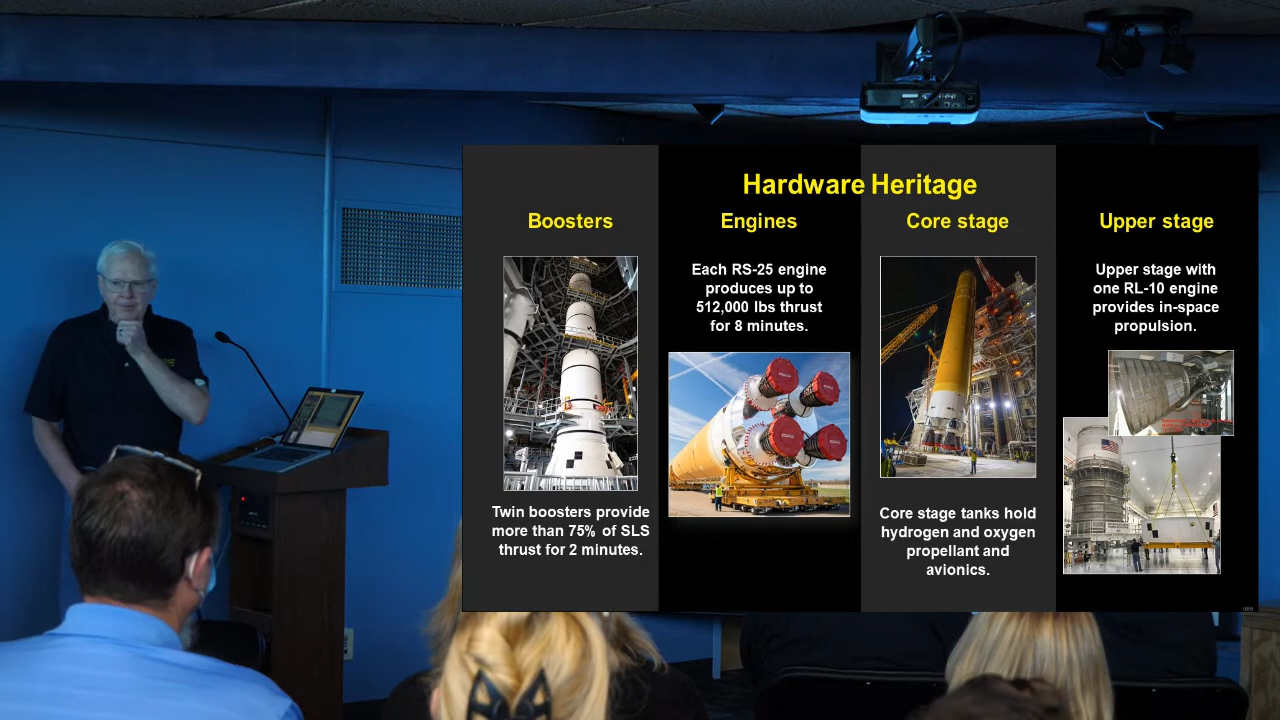 Hardware Heritage
Boosters
Engines
Core stage
Upper stage
Each RS-25 engine
produces up to
512,000 lbs thrust
for 8 minutes.
Upper stage with
one RL-10 engine
provides in-space
propulsion.
Twin boosters provide
more than 75% of SLS
thrust for 2 minutes.
Core stage tanks hold
hydrogen and oxygen
propellant and
avionics.